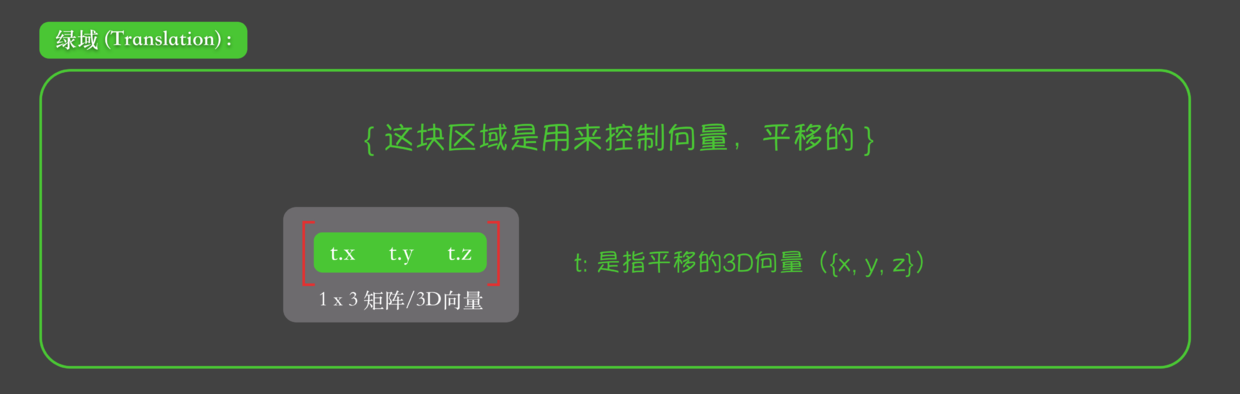 绿域 (Translation) :
{ 这块区域是用来控制向量，平移的 }
t.x t.y t.z
t: 是指平移的3D向量（{x, y, z}）
1 x 3 矩阵/3D向量